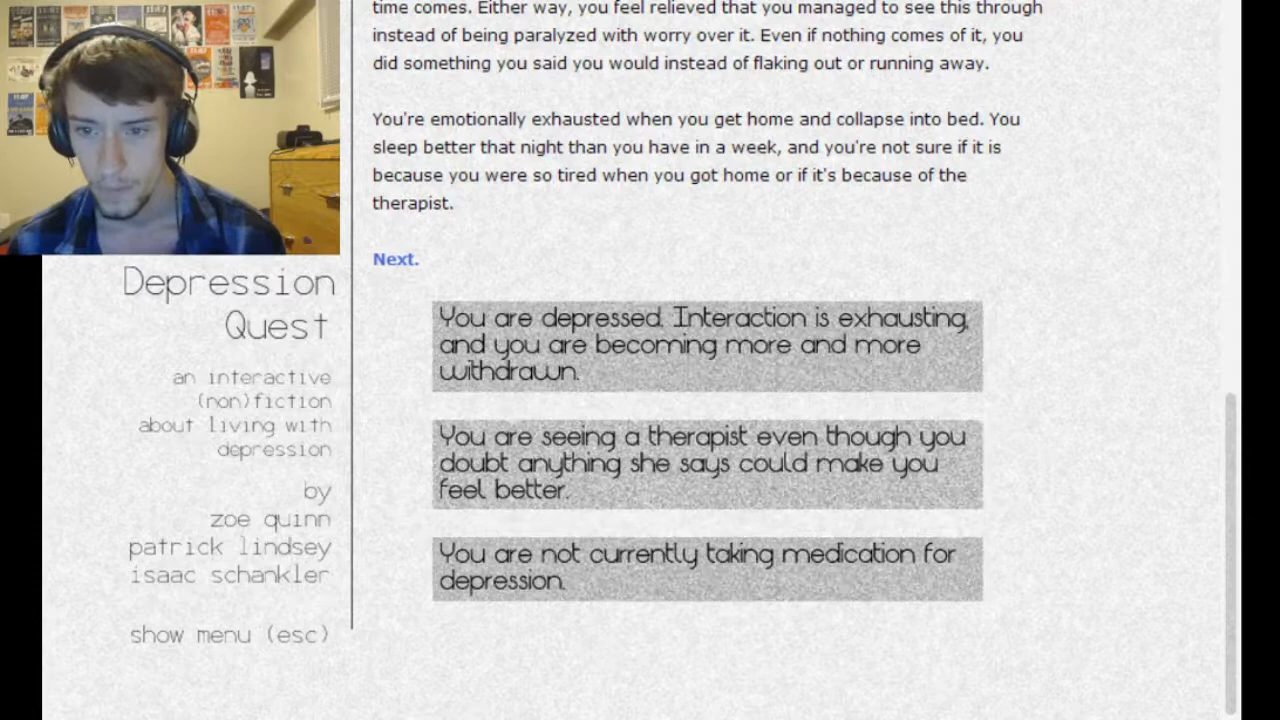 time comes. Either way, you feel relieved that you managed to see this through
instead of being paralyzed with worry over it. Even if nothing comes of it, you
did something you said you would instead of flaking out or running away.
You're emotionally exhausted when you get home and collapse into bed. You
sleep better that night than you have in a week, and you're not sure if it is
because you were so tired when you got home or if it's because of the
therapist.
Next.
You are depressed. Interaction is exhausting,
and you are becoming more and more
withdrawn.
You are seeing a therapist even though you
doubt anything she says could make you
feel better.
You are not currently taking medication for
depression.
Depression
Quest
an interactive
(non)fiction
about living with
depression
by
zoe quinn
patrick lindsey
isaac schankler
show menu (esc)